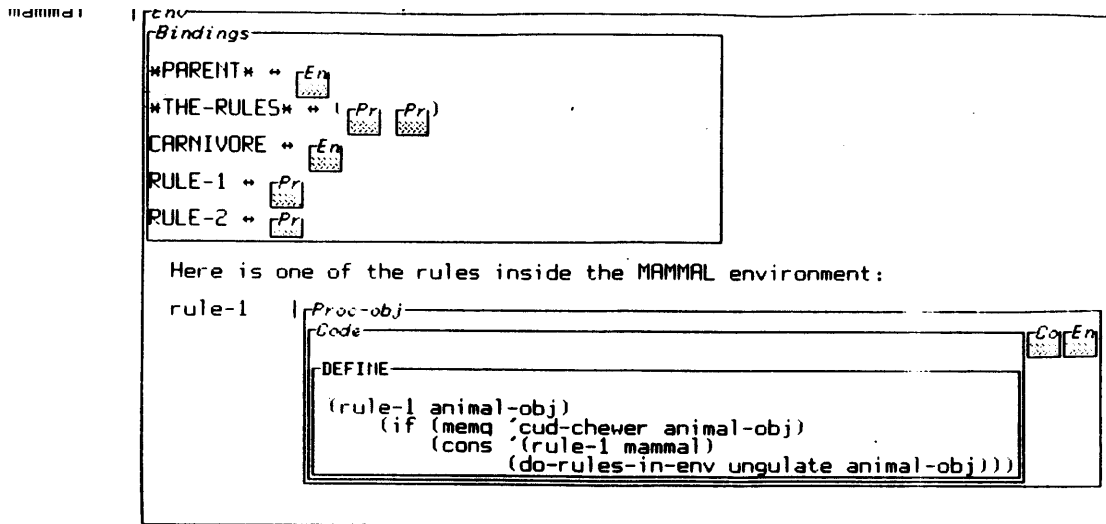 mammal Env
Bindings
*PARENT* ↔ En
*THE-RULES* ↔ ( Pr Pr )
CARNIVORE ↔ En
RULE-1 ↔ Pr
RULE-2 ↔ Pr
Here is one of the rules inside the MAMMAL environment:
rule-1 Proc-obj
Code Co En
DEFINE
(rule-1 animal-obj)
(if (memq 'cud-chewer animal-obj)
(cons '(rule-1 mammal)
(do-rules-in-env ungulate animal-obj)))